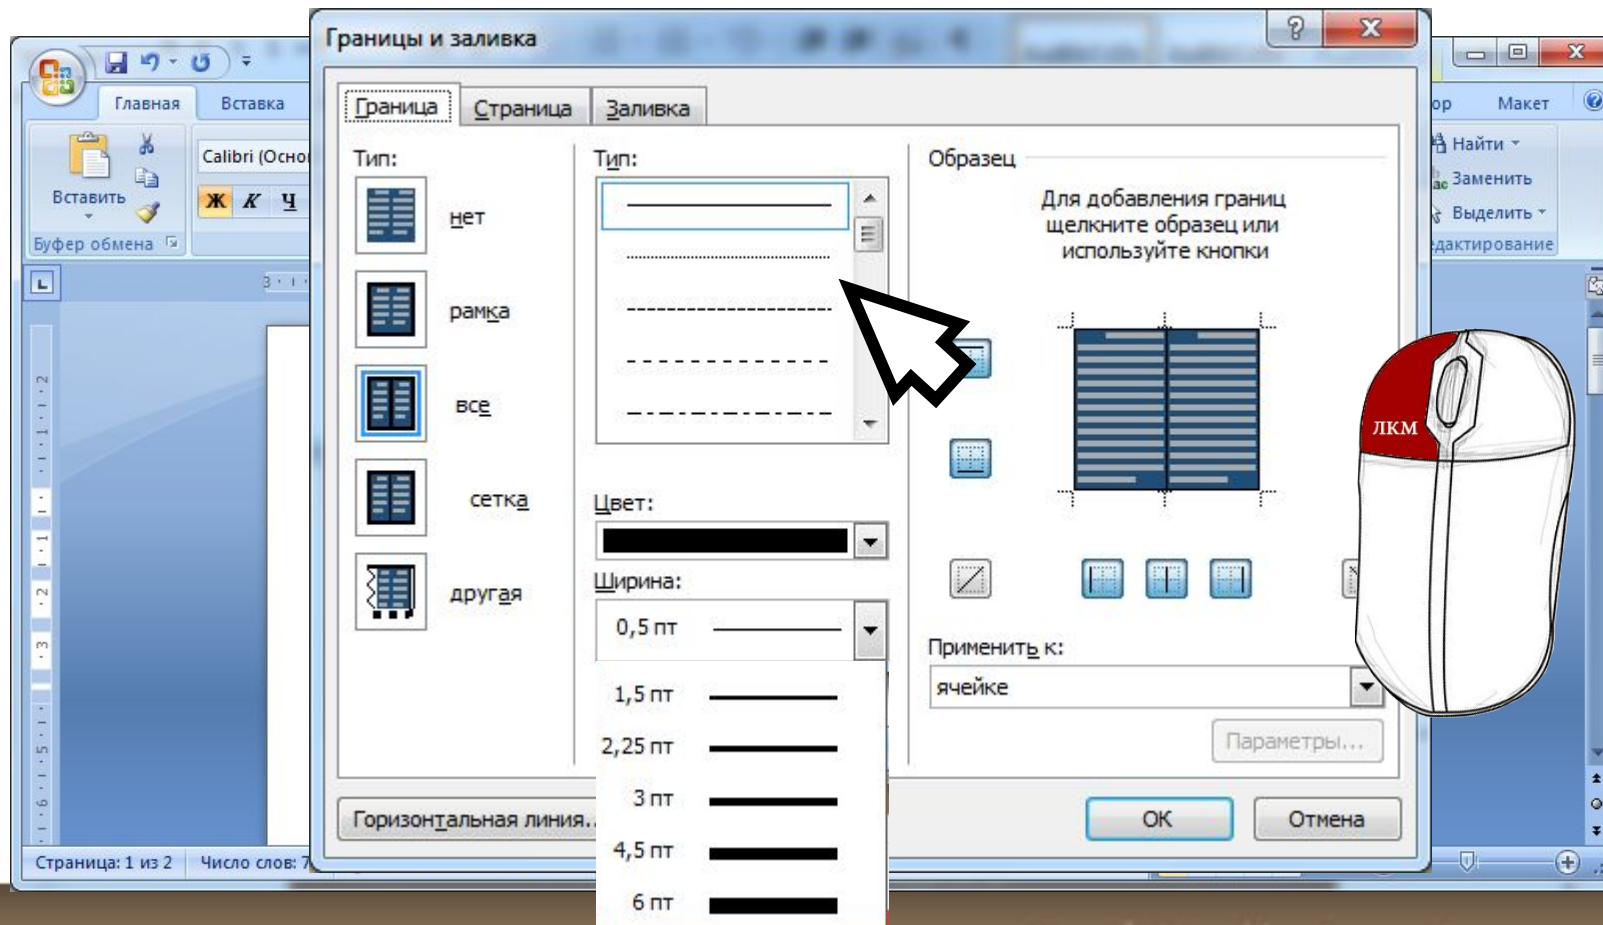 Границы и заливка
Главная
Вставка
Макет
Calibri (Осно
Вставить
Ж К Ч
Буфер обмена
Найти
Заменить
Выделить
дактирование
Граница
Страница
Заливка
Тип:
нет
рамка
все
сетка
другая
Тип:
Цвет:
Ширина:
0,5 пт
1,5 пт
2,25 пт
3 пт
4,5 пт
6 пт
Образец
Для добавления границ
щелкните образец или
используйте кнопки
Применить к:
ячейке
Параметры...
Горизонтальная линия..
ОК
Отмена
ЛКМ
Страница: 1 из 2
Число слов: 7